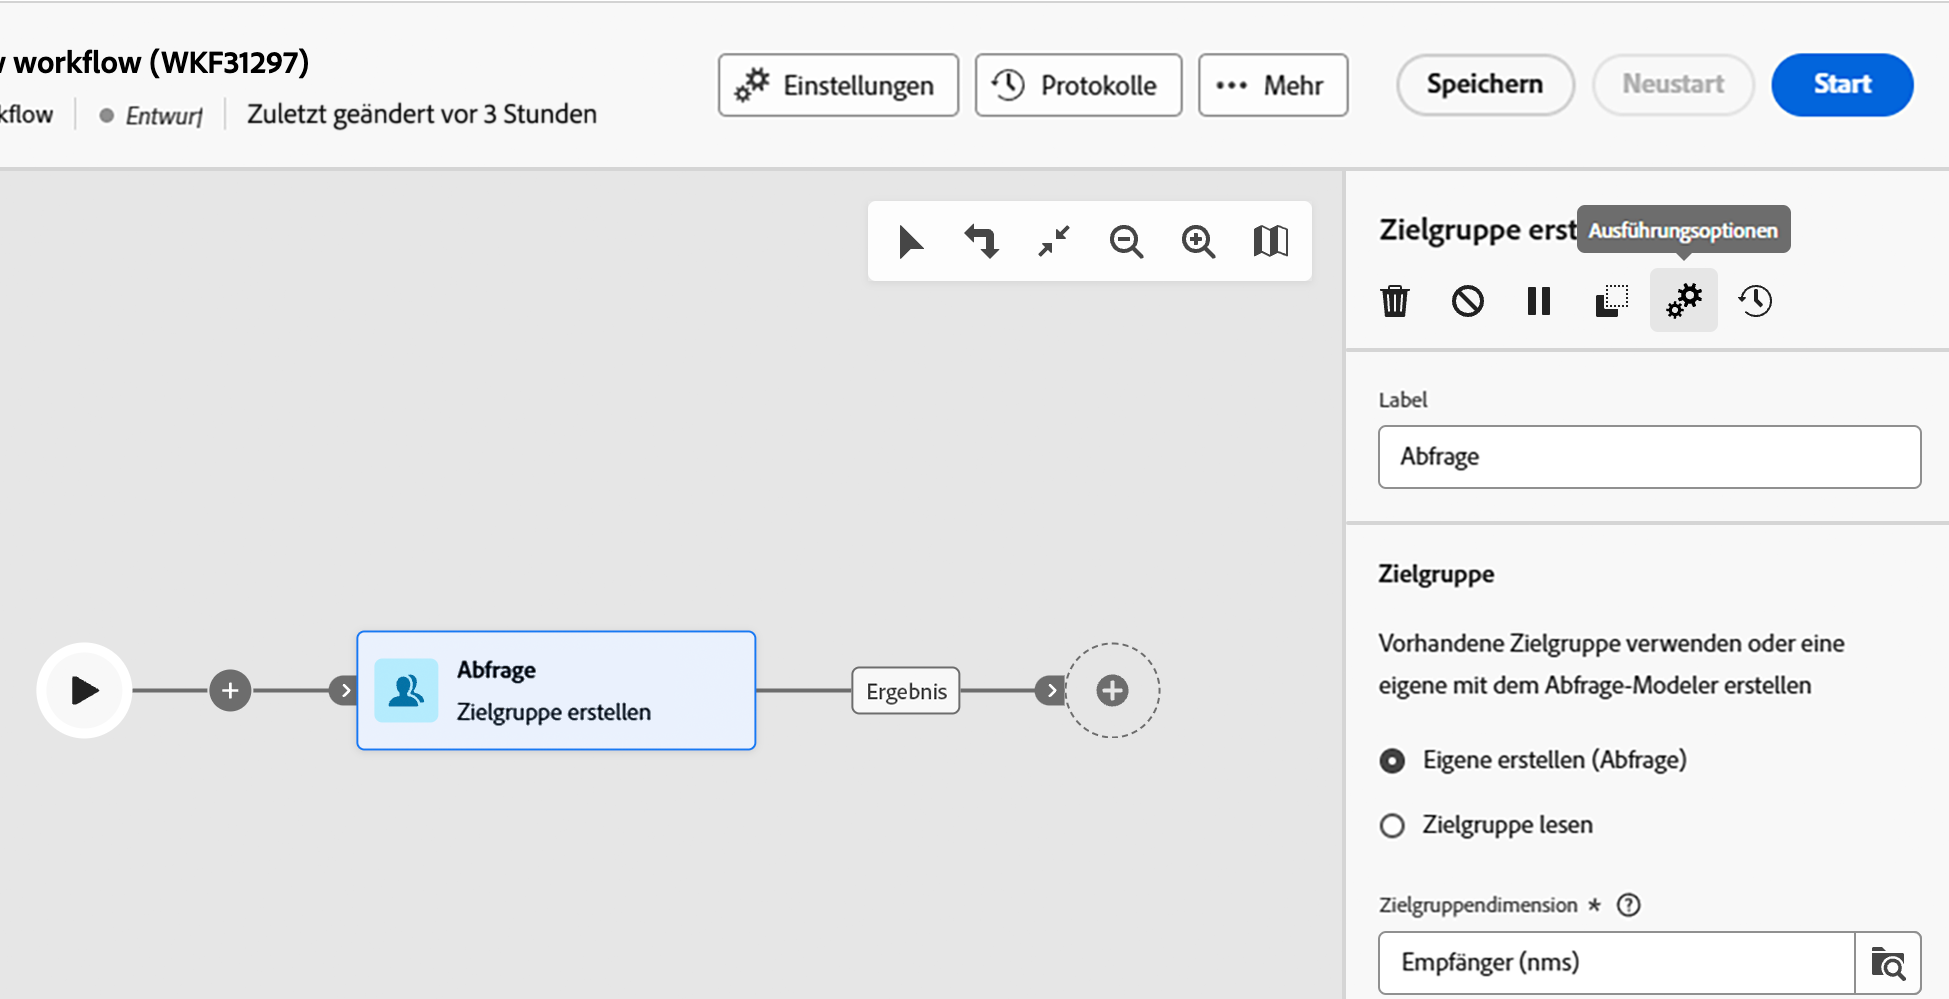 workflow (WKF31297)
Einstellungen
Protokolle
Mehr
Speichern
Neustart
Start
kflow
Entwurf
Zuletzt geändert vor 3 Stunden
Zielgruppe erst
Ausführungsoptionen
Label
Abfrage
Zielgruppe
Vorhandene Zielgruppe verwenden oder eine
eigene mit dem Abfrage-Modeler erstellen
Eigene erstellen (Abfrage)
Zielgruppe lesen
Zielgruppendimension *
Empfänger (nms)
Abfrage
Zielgruppe erstellen
Ergebnis